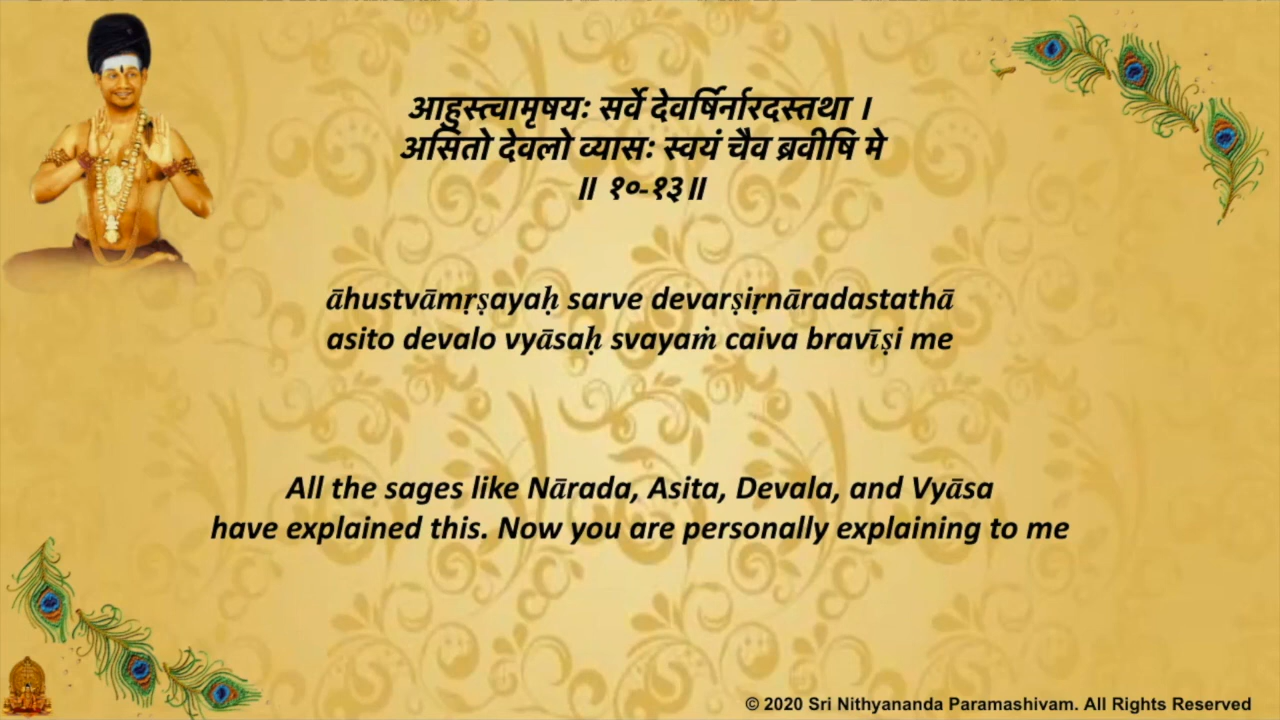 आहुस्त्वामृषयः सर्वे देवर्षिर्नारदस्तथा ।
असितो देवलो व्यासः स्वयं चैव ब्रवीषि मे
॥ १०-१३॥
āhustvāmṛṣayaḥ sarve devarṣiṛnāradastathā
asito devalo vyāsaḥ svayaṁ caiva bravīṣi me
All the sages like Nārada, Asita, Devala, and Vyāsa
have explained this. Now you are personally explaining to me
© 2020 Sri Nithyananda Paramashivam. All Rights Reserved